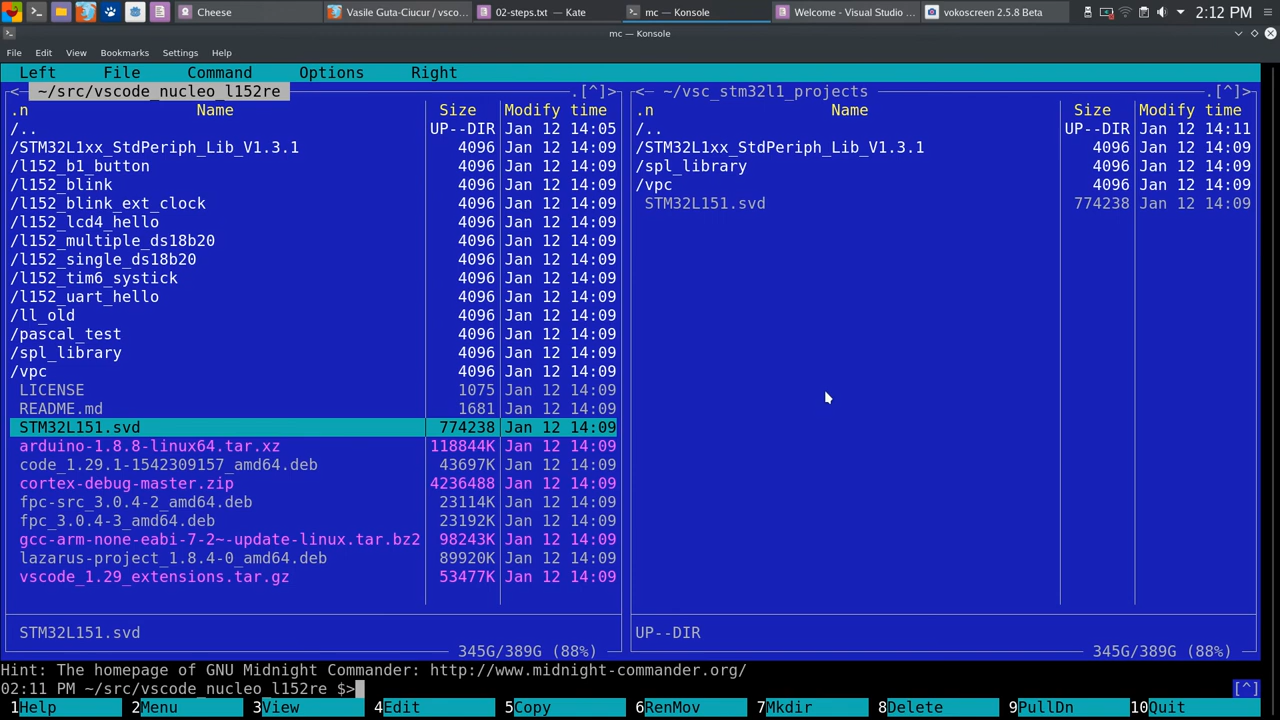 Cheese
Vasile Guta-Ciucur / vsco...
02-steps.txt — Kate
mc — Konsole
Welcome - Visual Studio ...
vokoscreen 2.5.8 Beta
2:12 PM
mc — Konsole
File Edit View Bookmarks Settings Help
Left File Command Options Right
<─ ~/src/vscode_nucleo_l152re .[^]>
.n Name Size Modify time
/.. UP--DIR Jan 12 14:05
/STM32L1xx_StdPeriph_Lib_V1.3.1 4096 Jan 12 14:09
/l152_b1_button 4096 Jan 12 14:09
/l152_blink 4096 Jan 12 14:09
/l152_blink_ext_clock 4096 Jan 12 14:09
/l152_lcd4_hello 4096 Jan 12 14:09
/l152_multiple_ds18b20 4096 Jan 12 14:09
/l152_single_ds18b20 4096 Jan 12 14:09
/l152_tim6_systick 4096 Jan 12 14:09
/l152_uart_hello 4096 Jan 12 14:09
/ll_old 4096 Jan 12 14:09
/pascal_test 4096 Jan 12 14:09
/spl_library 4096 Jan 12 14:09
/vpc 4096 Jan 12 14:09
LICENSE 1075 Jan 12 14:09
README.md 1681 Jan 12 14:09
STM32L151.svd 774238 Jan 12 14:09
arduino-1.8.8-linux64.tar.xz 118844K Jan 12 14:09
code_1.29.1-1542309157_amd64.deb 43697K Jan 12 14:09
cortex-debug-master.zip 4236488 Jan 12 14:09
fpc-src_3.0.4-2_amd64.deb 23114K Jan 12 14:09
fpc_3.0.4-3_amd64.deb 23192K Jan 12 14:09
gcc-arm-none-eabi-7-2~-update-linux.tar.bz2 98243K Jan 12 14:09
lazarus-project_1.8.4-0_amd64.deb 89920K Jan 12 14:09
vscode_1.29_extensions.tar.gz 53477K Jan 12 14:09
STM32L151.svd
345G/389G (88%)
<─ ~/vsc_stm32l1_projects .[^]>
.n Name Size Modify time
/.. UP--DIR Jan 12 14:11
/STM32L1xx_StdPeriph_Lib_V1.3.1 4096 Jan 12 14:09
/spl_library 4096 Jan 12 14:09
/vpc 4096 Jan 12 14:09
STM32L151.svd 774238 Jan 12 14:09
UP--DIR
345G/389G (88%)
Hint: The homepage of GNU Midnight Commander: http://www.midnight-commander.org/
02:11 PM ~/src/vscode_nucleo_l152re $> [^]
1Help 2Menu 3View 4Edit 5Copy 6RenMov 7Mkdir 8Delete 9PullDn 10Quit